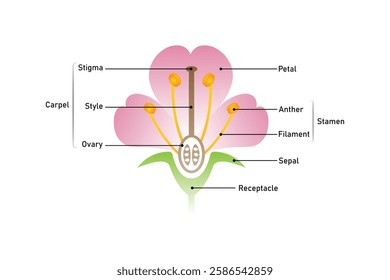 Stigma
Petal
Carpel
Style
Anther
Stamen
Filament
Ovary
Sepal
Receptacle
shutterstock.com · 2586542859